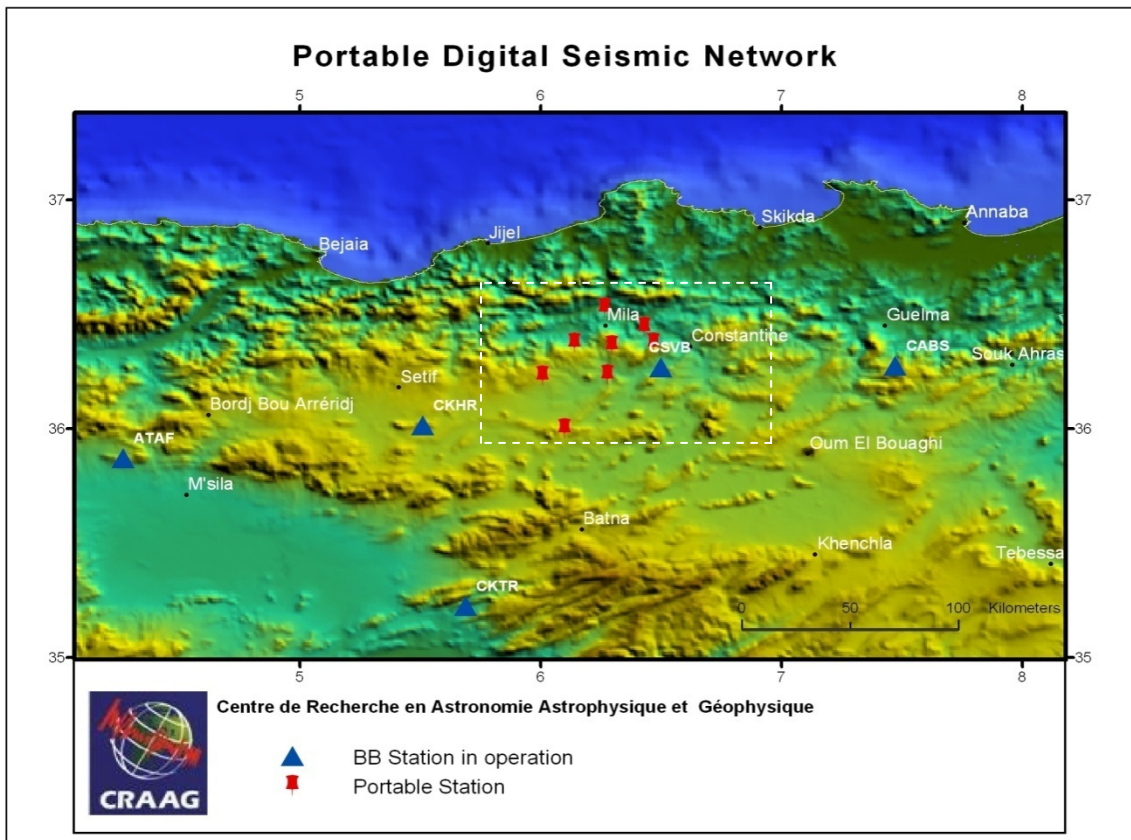 Portable Digital Seismic Network
5 6 7 8
37 37
Annaba
Skikda
Jijel
Bejaia
Mila
Guelma
Constantine
CSVB
CABS
Souk Ahras
Setif
CKHR
Bordj Bou Arréridj
36 36
ATAF
Oum El Bouaghi
M'sila
Batna
Khenchla
Tebessa
CKTR
0 50 100 Kilometers
35 35
5 6 7 8
Centre de Recherche en Astronomie Astrophysique et Géophysique
BB Station in operation
Portable Station
CRAAG